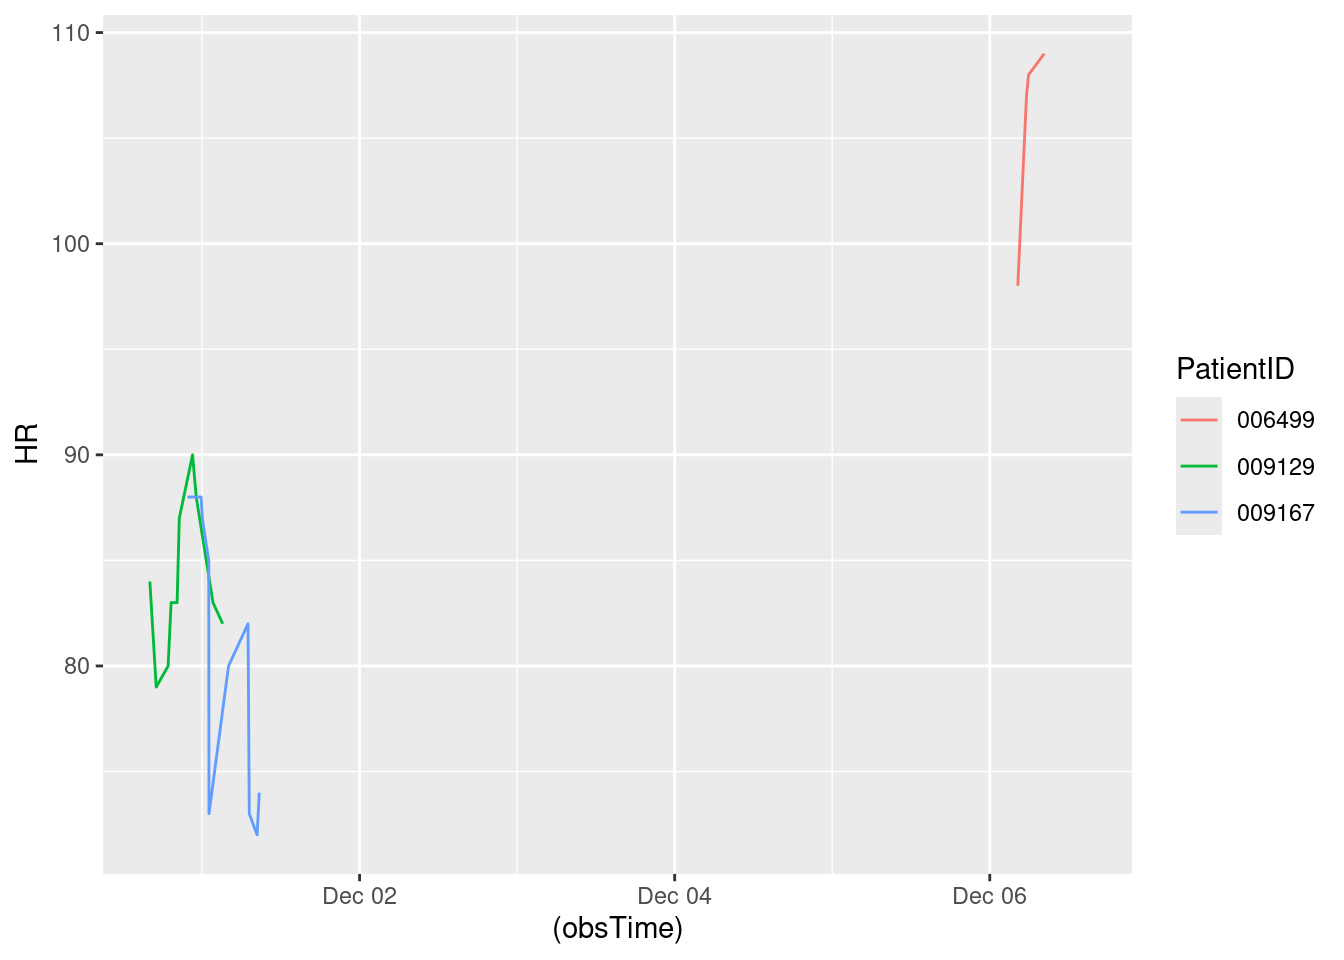 110
100
90
80
HR
Dec 02
Dec 04
Dec 06
(obsTime)
PatientID
006499
009129
009167